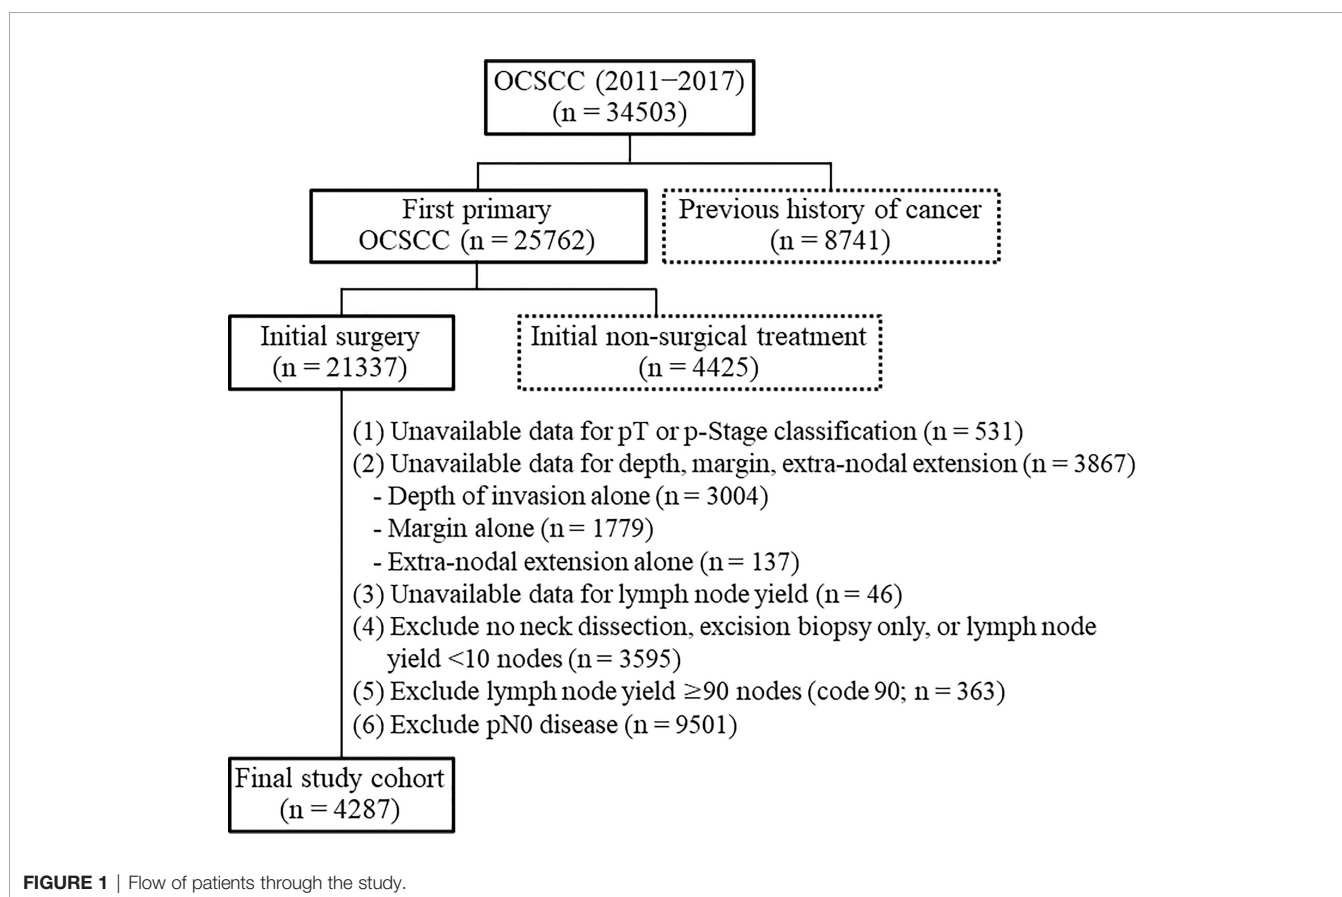 OCSCC (2011−2017)
(n = 34503)
First primary
OCSCC (n = 25762)
Previous history of cancer
(n = 8741)
Initial surgery
(n = 21337)
Initial non-surgical treatment
(n = 4425)
(1) Unavailable data for pT or p-Stage classification (n = 531)
(2) Unavailable data for depth, margin, extra-nodal extension (n = 3867)
- Depth of invasion alone (n = 3004)
- Margin alone (n = 1779)
- Extra-nodal extension alone (n = 137)
(3) Unavailable data for lymph node yield (n = 46)
(4) Exclude no neck dissection, excision biopsy only, or lymph node
yield <10 nodes (n = 3595)
(5) Exclude lymph node yield ≥90 nodes (code 90; n = 363)
(6) Exclude pN0 disease (n = 9501)
Final study cohort
(n = 4287)
FIGURE 1 | Flow of patients through the study.